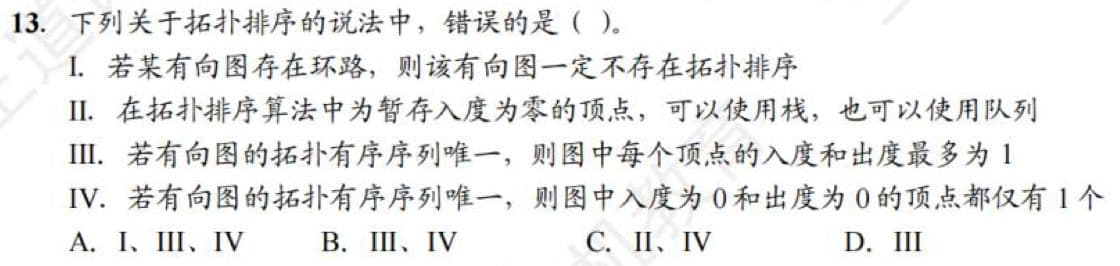 13. 下列关于拓扑排序的说法中，错误的是（ ）。
I. 若某有向图存在环路，则该有向图一定不存在拓扑排序
II. 在拓扑排序算法中为暂存入度为零的顶点，可以使用栈，也可以使用队列
III. 若有向图的拓扑有序序列唯一，则图中每个顶点的入度和出度最多为 1
IV. 若有向图的拓扑有序序列唯一，则图中入度为 0 和出度为 0 的顶点都仅有 1 个
A. I、III、IV B. III、IV C. II、IV D. III